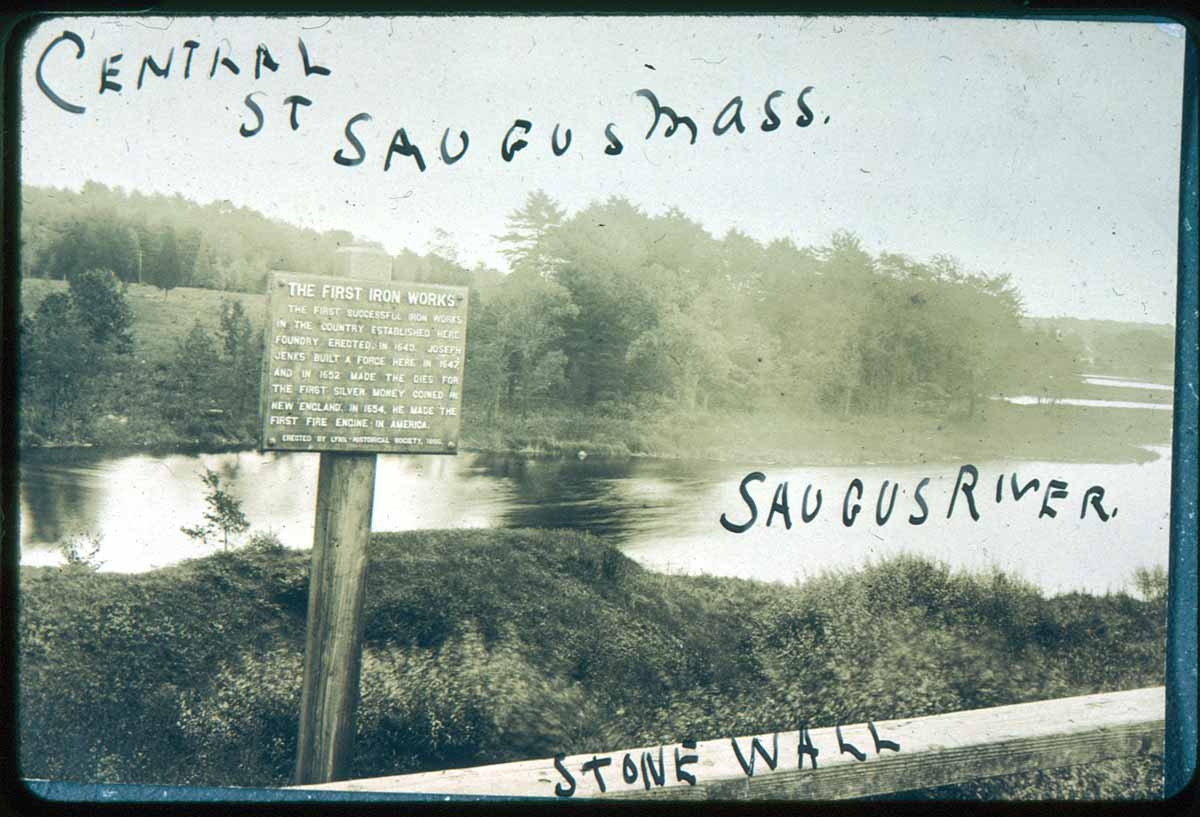 CENTRAL
ST
SAUGUS MASS.
THE FIRST IRON WORKS
THE FIRST SUCCESSFUL IRON WORKS
IN THE COUNTRY ESTABLISHED HERE.
FOUNDRY ERECTED, IN 1643. JOSEPH
JENKS BUILT A FORGE HERE IN 1647,
AND IN 1652 MADE THE DIES FOR
THE FIRST SILVER MONEY COINED IN
NEW ENGLAND. IN 1654, HE MADE THE
FIRST FIRE ENGINE IN AMERICA.
ERECTED BY LYNN HISTORICAL SOCIETY,
SAUGUS RIVER.
STONE WALL